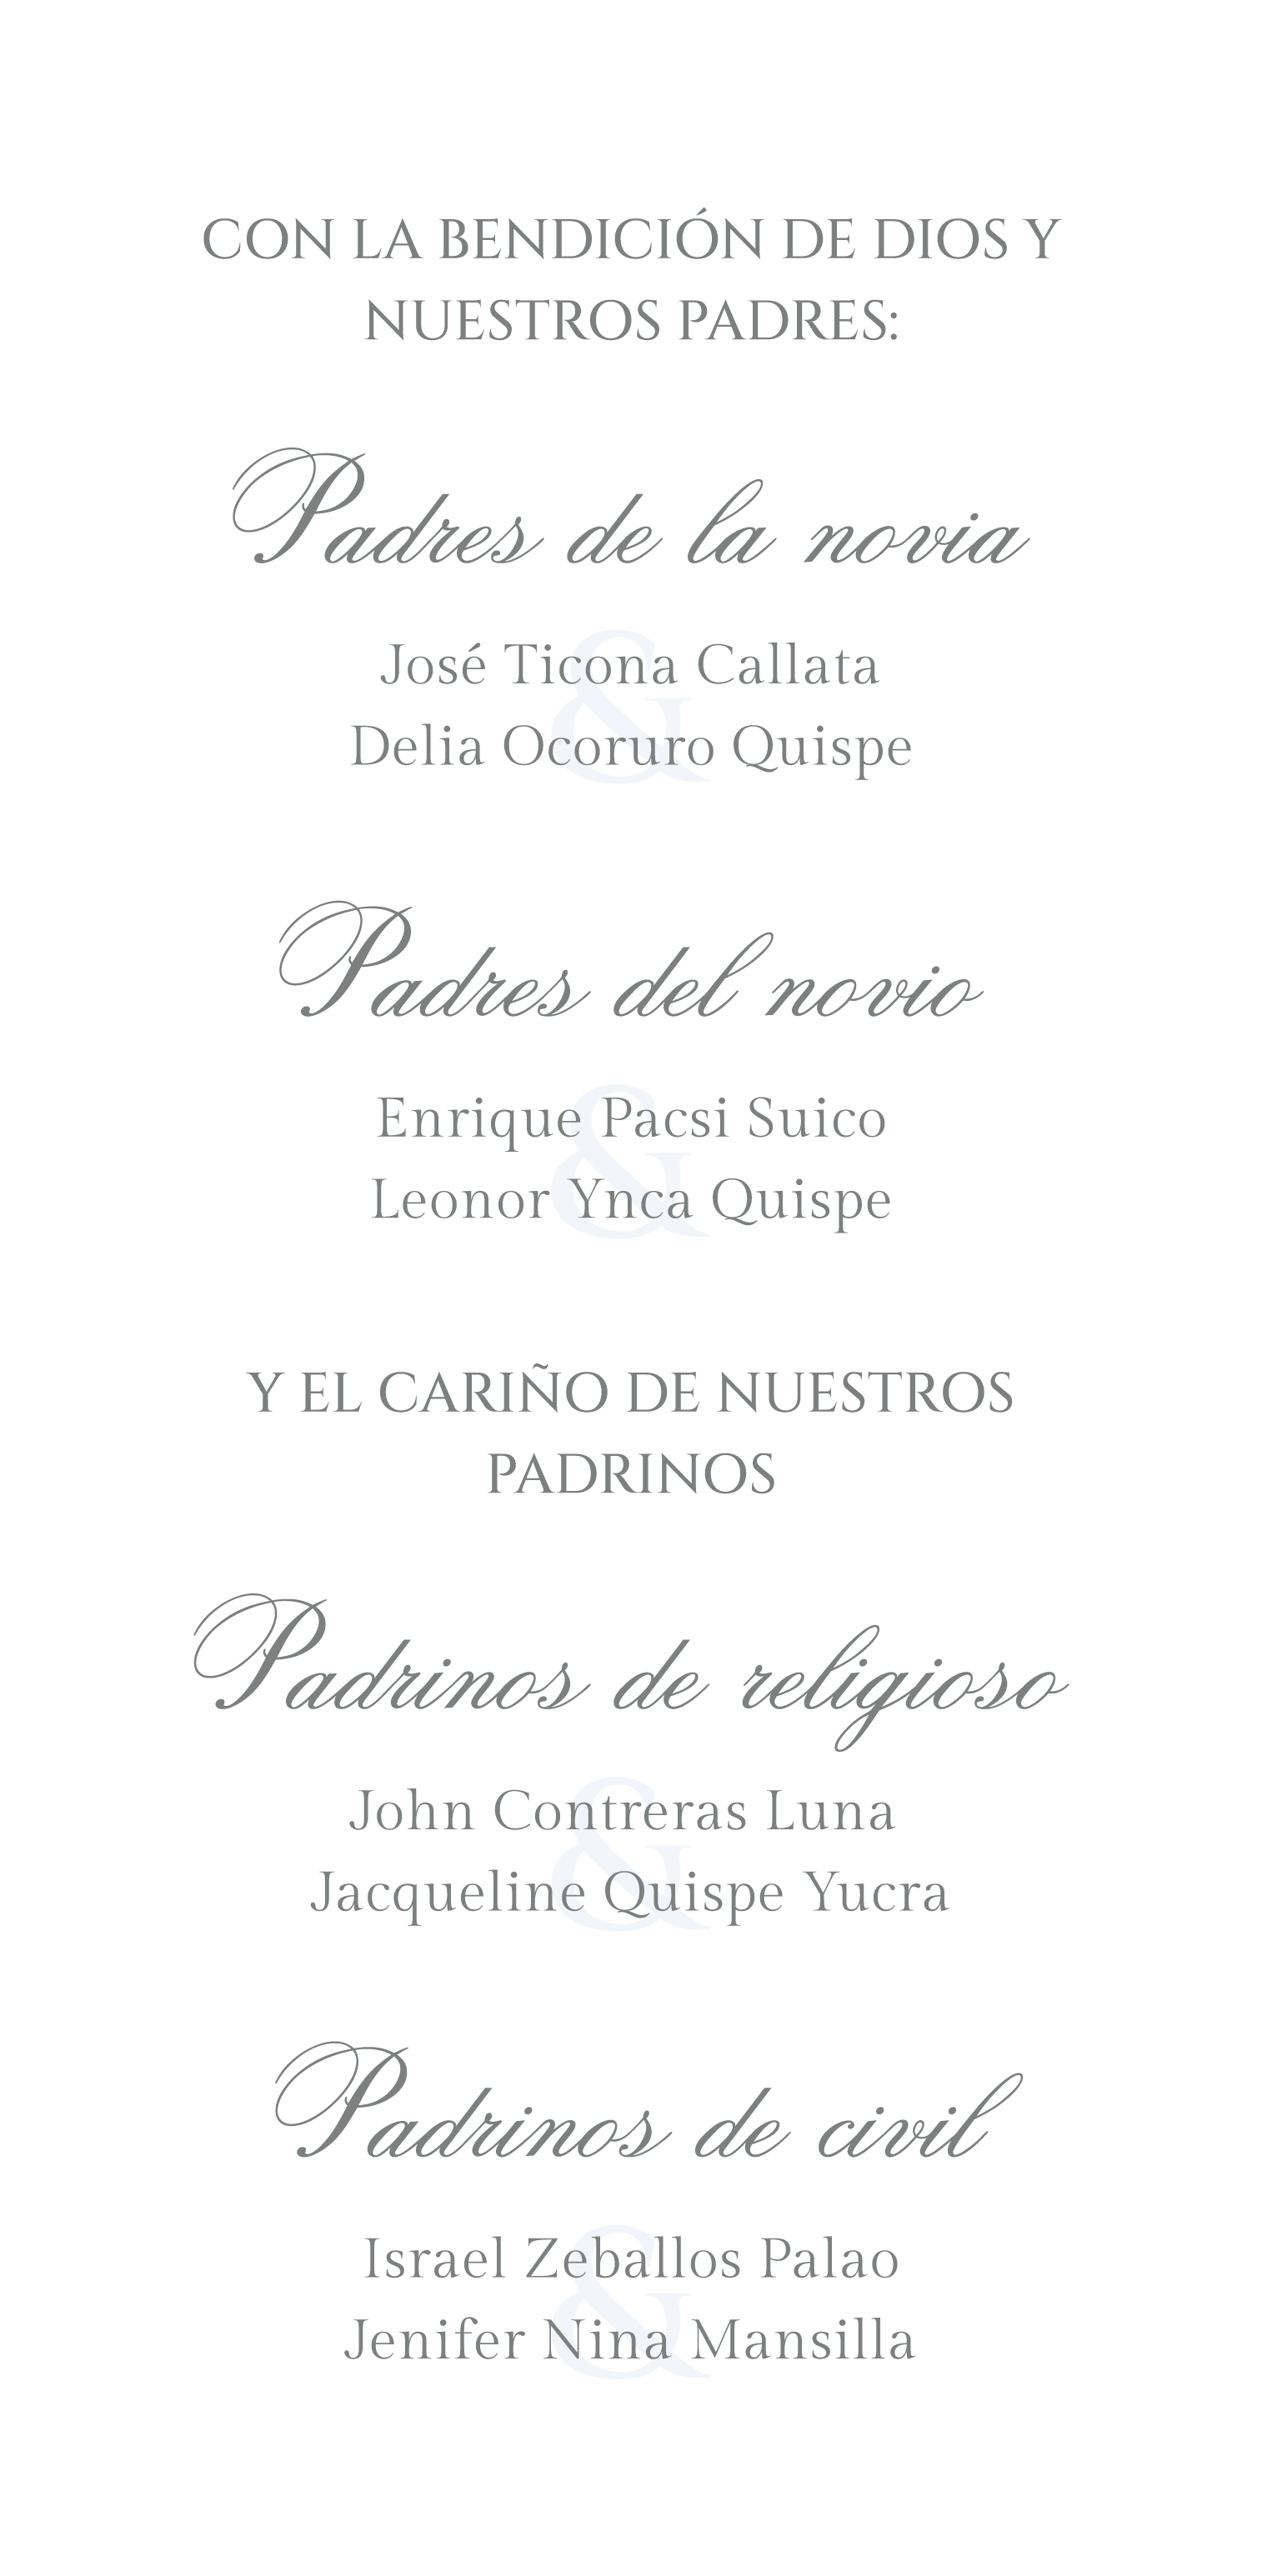 CON LA BENDICIÓN DE DIOS Y
NUESTROS PADRES:
Padres de la novia
José Ticona Callata
&
Delia Ocoruro Quispe
Padres del novio
Enrique Pacsi Suico
&
Leonor Ynca Quispe
Y EL CARIÑO DE NUESTROS
PADRINOS
Padrinos de religioso
John Contreras Luna
&
Jacqueline Quispe Yucra
Padrinos de civil
Israel Zeballos Palao
&
Jenifer Nina Mansilla